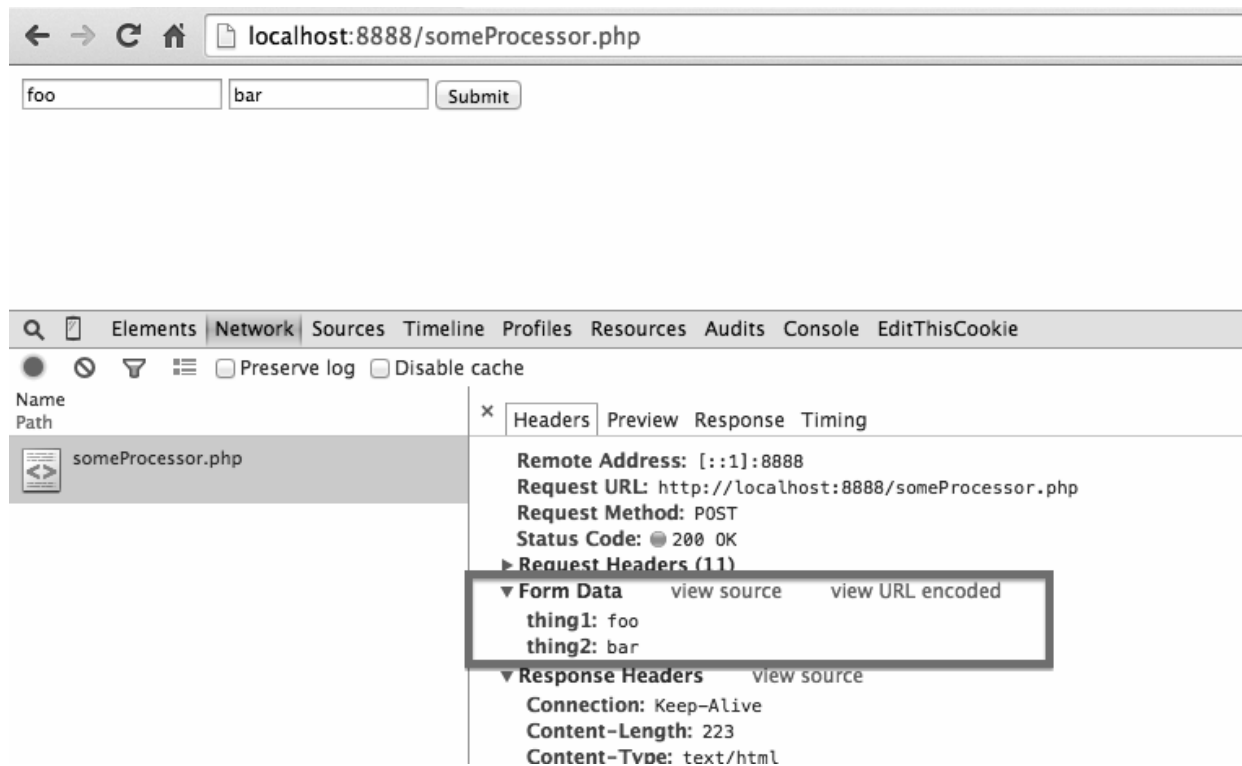 localhost:8888/someProcessor.php
foo bar Submit
Elements Network Sources Timeline Profiles Resources Audits Console EditThisCookie
Preserve log Disable cache
Name
Path
× Headers Preview Response Timing
someProcessor.php
Remote Address: [::1]:8888
Request URL: http://localhost:8888/someProcessor.php
Request Method: POST
Status Code: 200 OK
Request Headers (11)
Form Data view source view URL encoded
thing1: foo
thing2: bar
Response Headers view source
Connection: Keep-Alive
Content-Length: 223
Content-Type: text/html